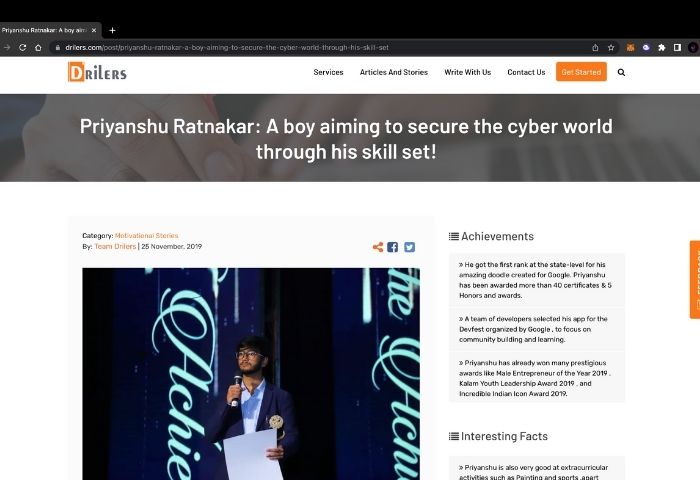 Priyanshu Ratnakar: A boy aimi
drilers.com/post/priyanshu-ratnakar-a-boy-aiming-to-secure-the-cyber-world-through-his-skill-set
DRILERS
Services
Articles And Stories
Write With Us
Contact Us
Get Started
Priyanshu Ratnakar: A boy aiming to secure the cyber world
through his skill set!
Category: Motivational Stories
By: Team Drilers | 25 November, 2019
Achie
he
Achi
Achievements
» He got the first rank at the state-level for his
amazing doodle created for Google. Priyanshu
has been awarded more than 40 certificates & 5
Honors and awards.
» A team of developers selected his app for the
Devfest organized by Google , to focus on
community building and learning.
» Priyanshu has already won many prestigious
awards like Male Entrepreneur of the Year 2019 ,
Kalam Youth Leadership Award 2019 , and
Incredible Indian Icon Award 2019.
Interesting Facts
» Priyanshu is also very good at extracurricular
activities such as Painting and sports ,apart